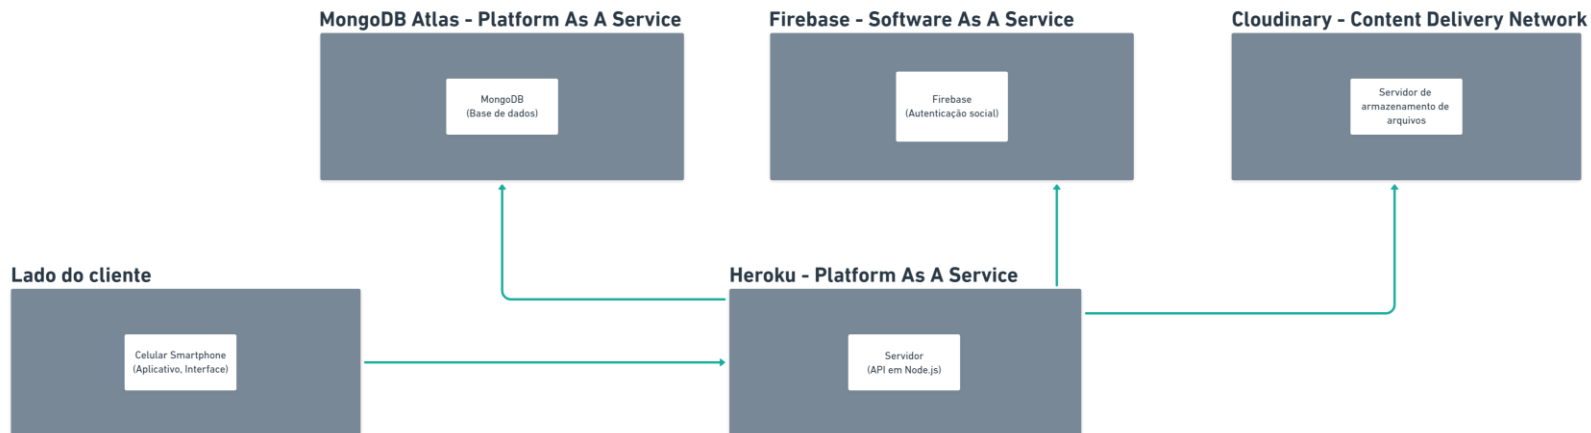 MongoDB Atlas - Platform As A Service
MongoDB
(Base de dados)
Firebase - Software As A Service
Firebase
(Autenticação social)
Cloudinary - Content Delivery Network
Servidor de
armazenamento de
arquivos
Lado do cliente
Celular Smartphone
(Aplicativo, Interface)
Heroku - Platform As A Service
Servidor
(API em Node.js)